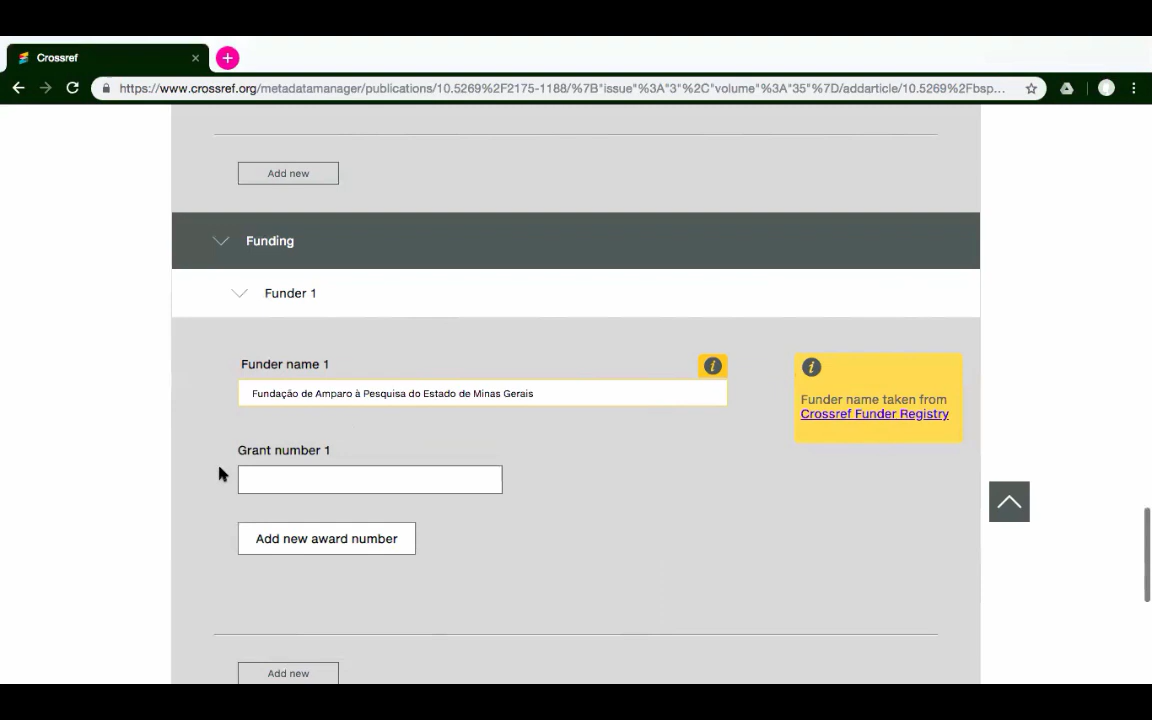 Crossref
https://www.crossref.org/metadatamanager/publications/10.5269%2F2175-1188/%7B"issue"%3A"3"%2C"volume"%3A"35"%7D/addarticle/10.5269%2Fbsp...
Add new
Funding
Funder 1
Funder name 1
i
Fundação de Amparo à Pesquisa do Estado de Minas Gerais
i
Funder name taken from
Crossref Funder Registry
Grant number 1
Add new award number
Add new